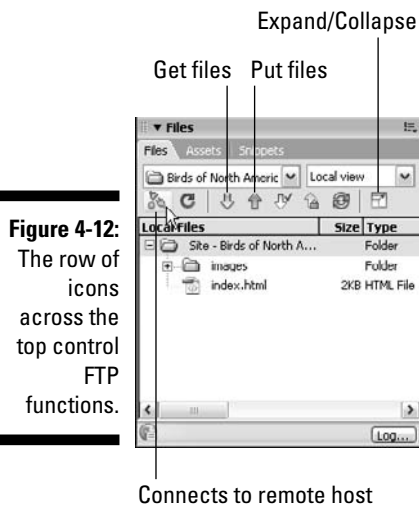 Expand/Collapse
Get files Put files
Files
Files Assets Snippets
Birds of North Americ Local view
Local Files Size Type
Site - Birds of North A... Folder
images Folder
index.html 2KB HTML File
Log...
Figure 4-12:
The row of
icons
across the
top control
FTP
functions.
Connects to remote host